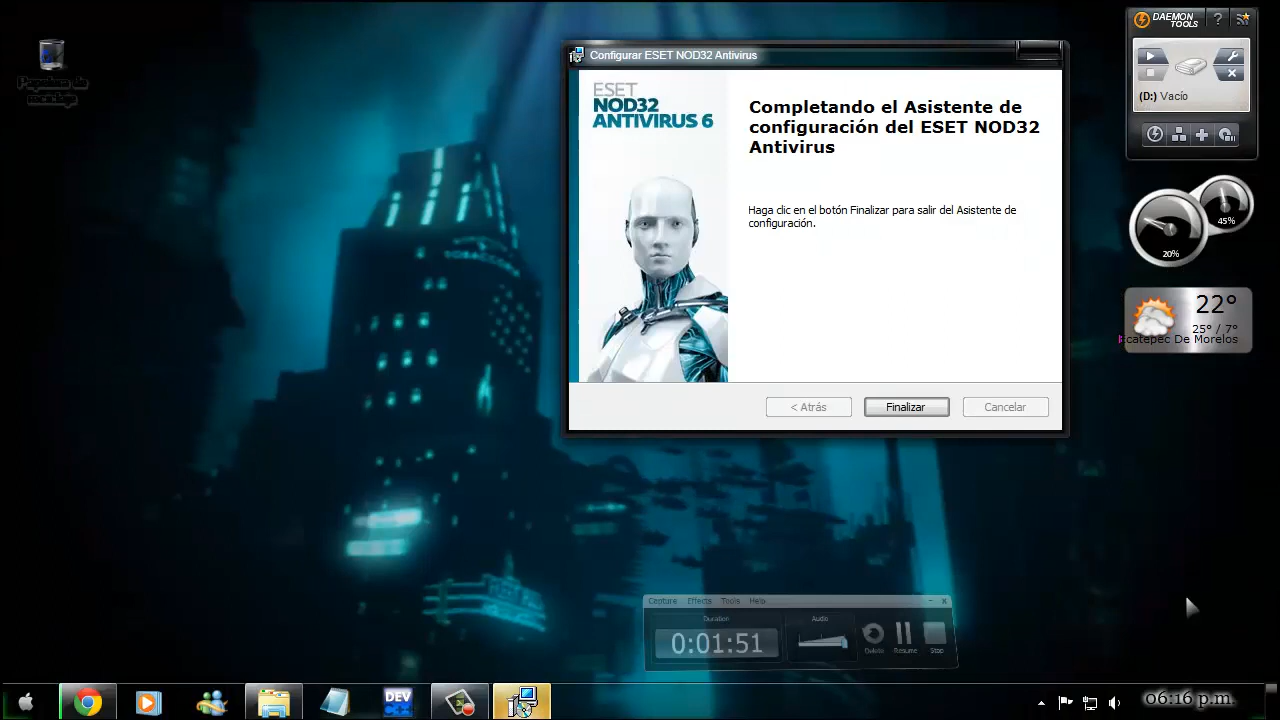 Papelera de
reciclaje
Configurar ESET NOD32 Antivirus
ESET
NOD32
ANTIVIRUS 6
Completando el Asistente de
configuración del ESET NOD32
Antivirus
Haga clic en el botón Finalizar para salir del Asistente de
configuración.
< Atrás
Finalizar
Cancelar
DAEMON
TOOLS
?
(D:) Vacío
45%
20%
22°
25° / 7°
catepec De Morelos
Capture Effects Tools Help
Duration
Audio
0:01:51
Delete
Resume
Stop
DEV
C++
06:16 p.m.